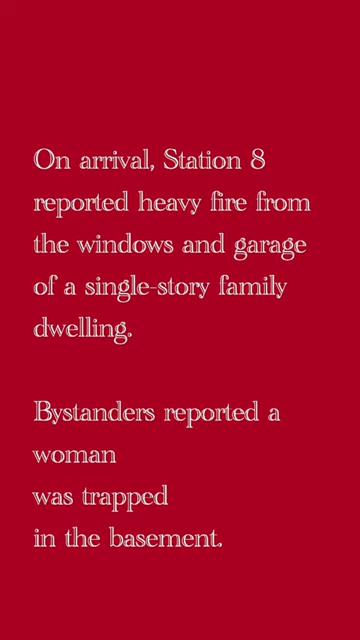 On arrival, Station 8
reported heavy fire from
the windows and garage
of a single-story family
dwelling.
Bystanders reported a
woman
was trapped
in the basement.